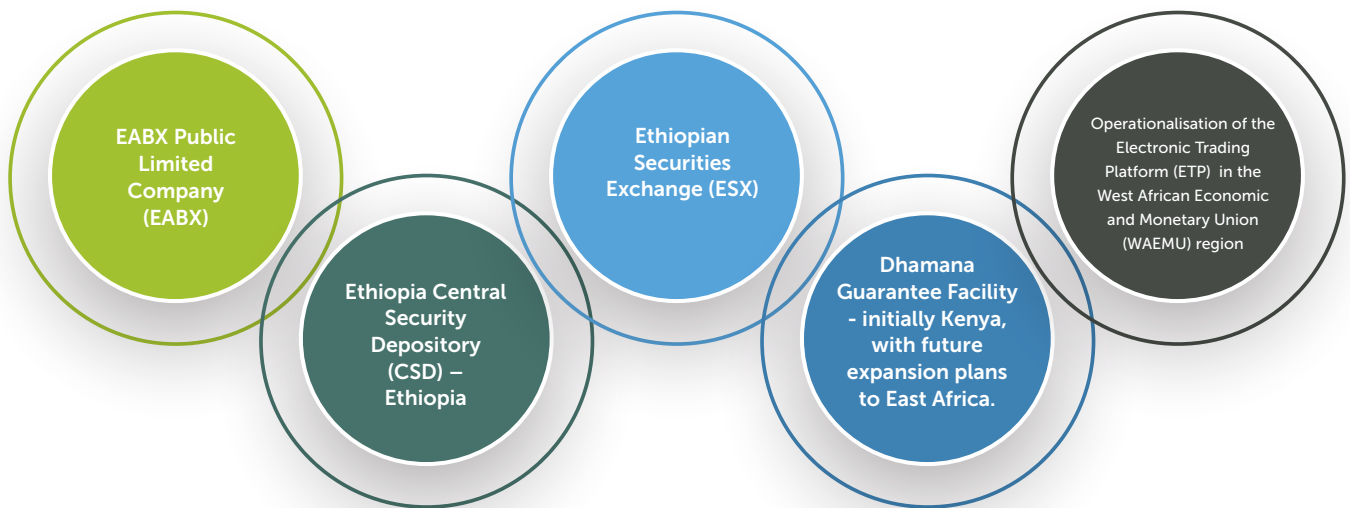 EABX Public
Limited
Company
(EABX)
Ethiopia Central
Security
Depository
(CSD) –
Ethiopia
Ethiopian
Securities
Exchange (ESX)
Dhamana
Guarantee Facility
- initially Kenya,
with future
expansion plans
to East Africa.
Operationalisation of the
Electronic Trading
Platform (ETP) in the
West African Economic
and Monetary Union
(WAEMU) region